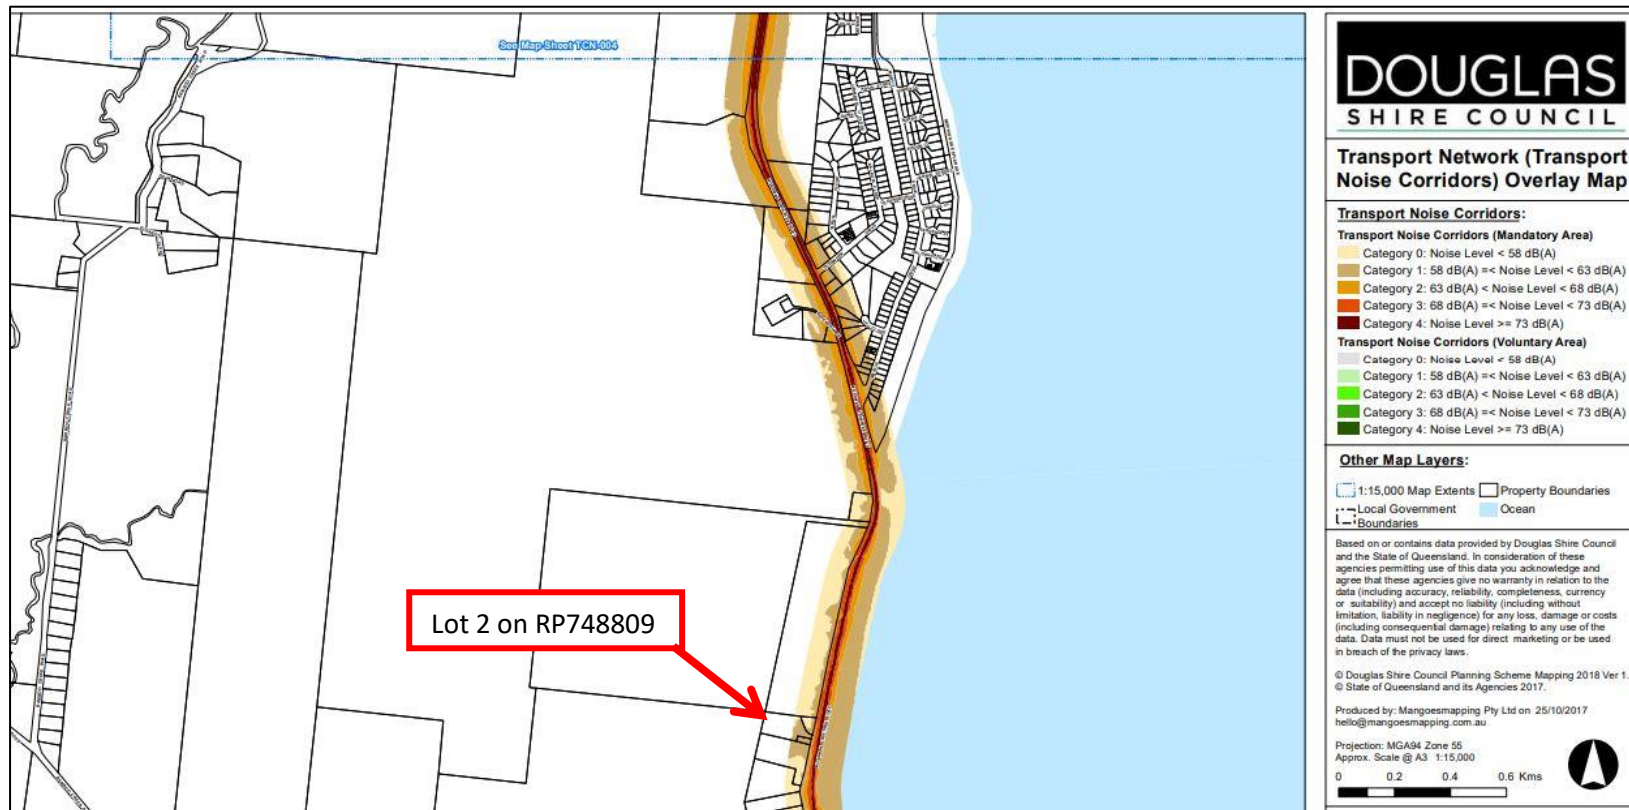 See Map Sheet TCN-004
Lot 2 on RP748809
DOUGLAS
SHIRE COUNCIL
Transport Network (Transport
Noise Corridors) Overlay Map
Transport Noise Corridors:
Transport Noise Corridors (Mandatory Area)
Category 0: Noise Level < 58 dB(A)
Category 1: 58 dB(A) =< Noise Level < 63 dB(A)
Category 2: 63 dB(A) < Noise Level < 68 dB(A)
Category 3: 68 dB(A) =< Noise Level < 73 dB(A)
Category 4: Noise Level >= 73 dB(A)
Transport Noise Corridors (Voluntary Area)
Category 0: Noise Level < 58 dB(A)
Category 1: 58 dB(A) =< Noise Level < 63 dB(A)
Category 2: 63 dB(A) < Noise Level < 68 dB(A)
Category 3: 68 dB(A) =< Noise Level < 73 dB(A)
Category 4: Noise Level >= 73 dB(A)
Other Map Layers:
1:15,000 Map Extents Property Boundaries
Local Government Ocean
Boundaries
Based on or contains data provided by Douglas Shire Council
and the State of Queensland. In consideration of these
agencies permitting use of this data you acknowledge and
agree that these agencies give no warranty in relation to the
data (including accuracy, reliability, completeness, currency
or suitability) and accept no liability (including without
limitation, liability in negligence) for any loss, damage or costs
(including consequential damage) relating to any use of the
data. Data must not be used for direct marketing or be used
in breach of the privacy laws.
© Douglas Shire Council Planning Scheme Mapping 2018 Ver 1.
© State of Queensland and its Agencies 2017.
Produced by: Mangoesmapping Pty Ltd on 25/10/2017
hello@mangoesmapping.com.au
Projection: MGA94 Zone 55
Approx. Scale @ A3 1:15,000
0 0.2 0.4 0.6 Kms